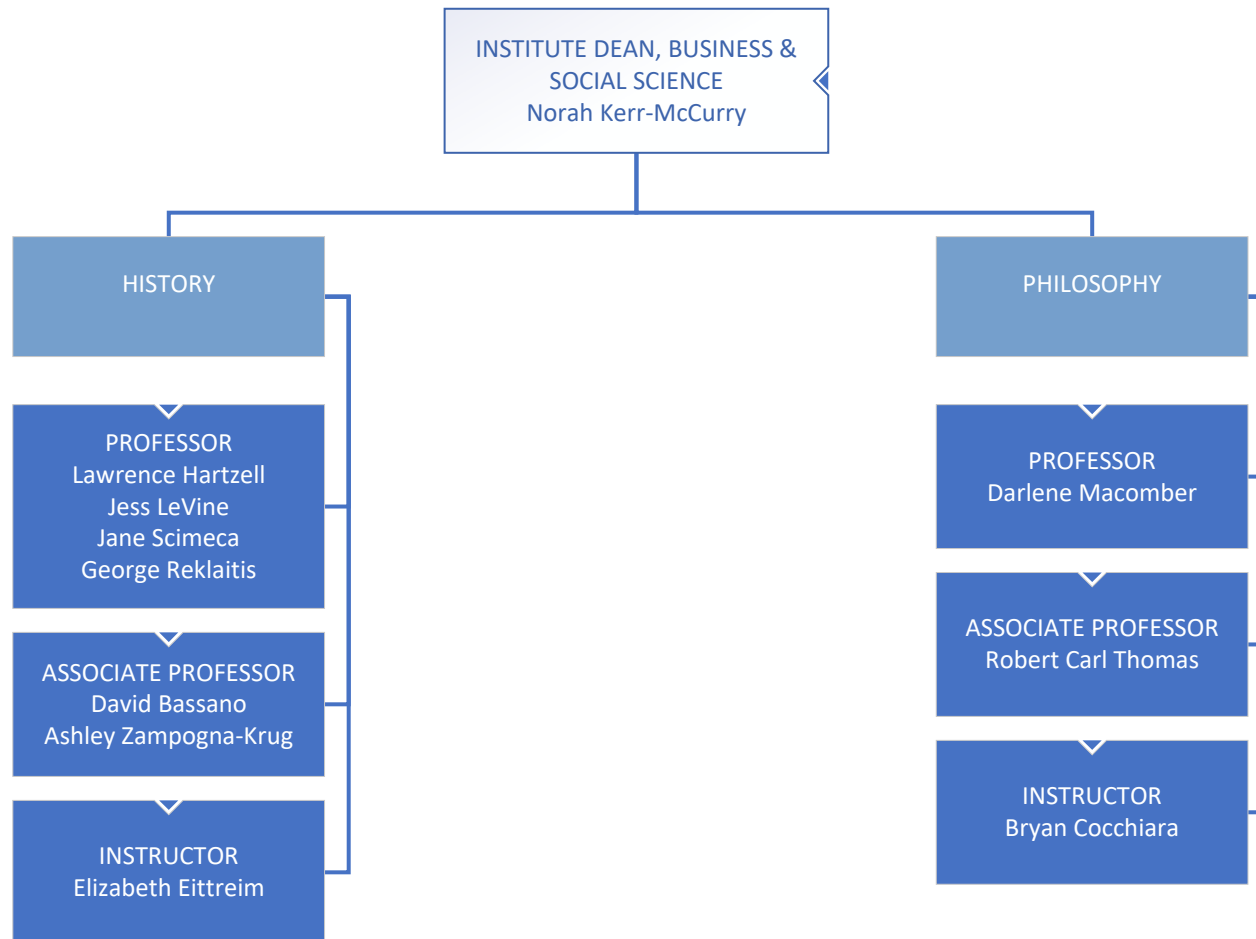 INSTITUTE DEAN, BUSINESS &
SOCIAL SCIENCE
Norah Kerr-McCurry
HISTORY
PROFESSOR
Lawrence Hartzell
Jess LeVine
Jane Scimeca
George Reklaitis
ASSOCIATE PROFESSOR
David Bassano
Ashley Zampogna-Krug
INSTRUCTOR
Elizabeth Eittreim
PHILOSOPHY
PROFESSOR
Darlene Macomber
ASSOCIATE PROFESSOR
Robert Carl Thomas
INSTRUCTOR
Bryan Cocchiara